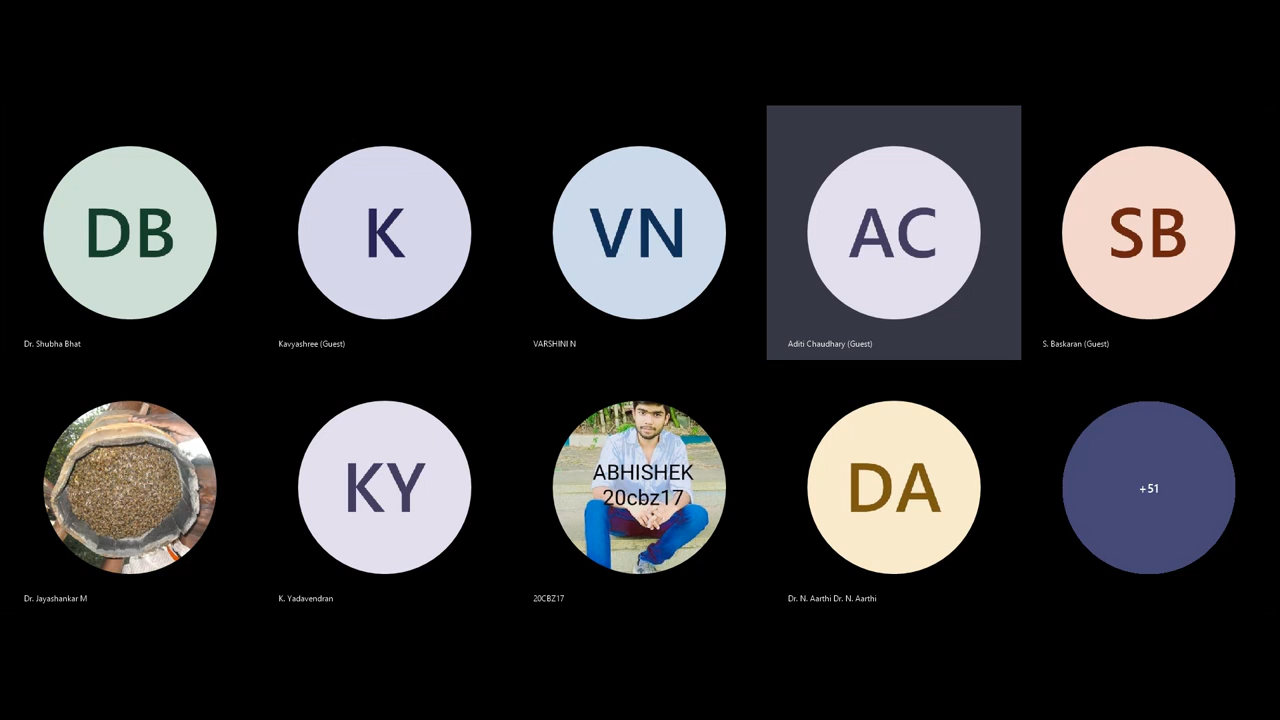 DB
K
VN
AC
SB
Dr. Shubha Bhat
Kavyashree (Guest)
VARSHINI N
Aditi Chaudhary (Guest)
S. Baskaran (Guest)
KY
ABHISHEK
20cbz17
DA
+51
Dr. Jayashankar M
K. Yadavendran
20CBZ17
Dr. N. Aarthi Dr. N. Aarthi